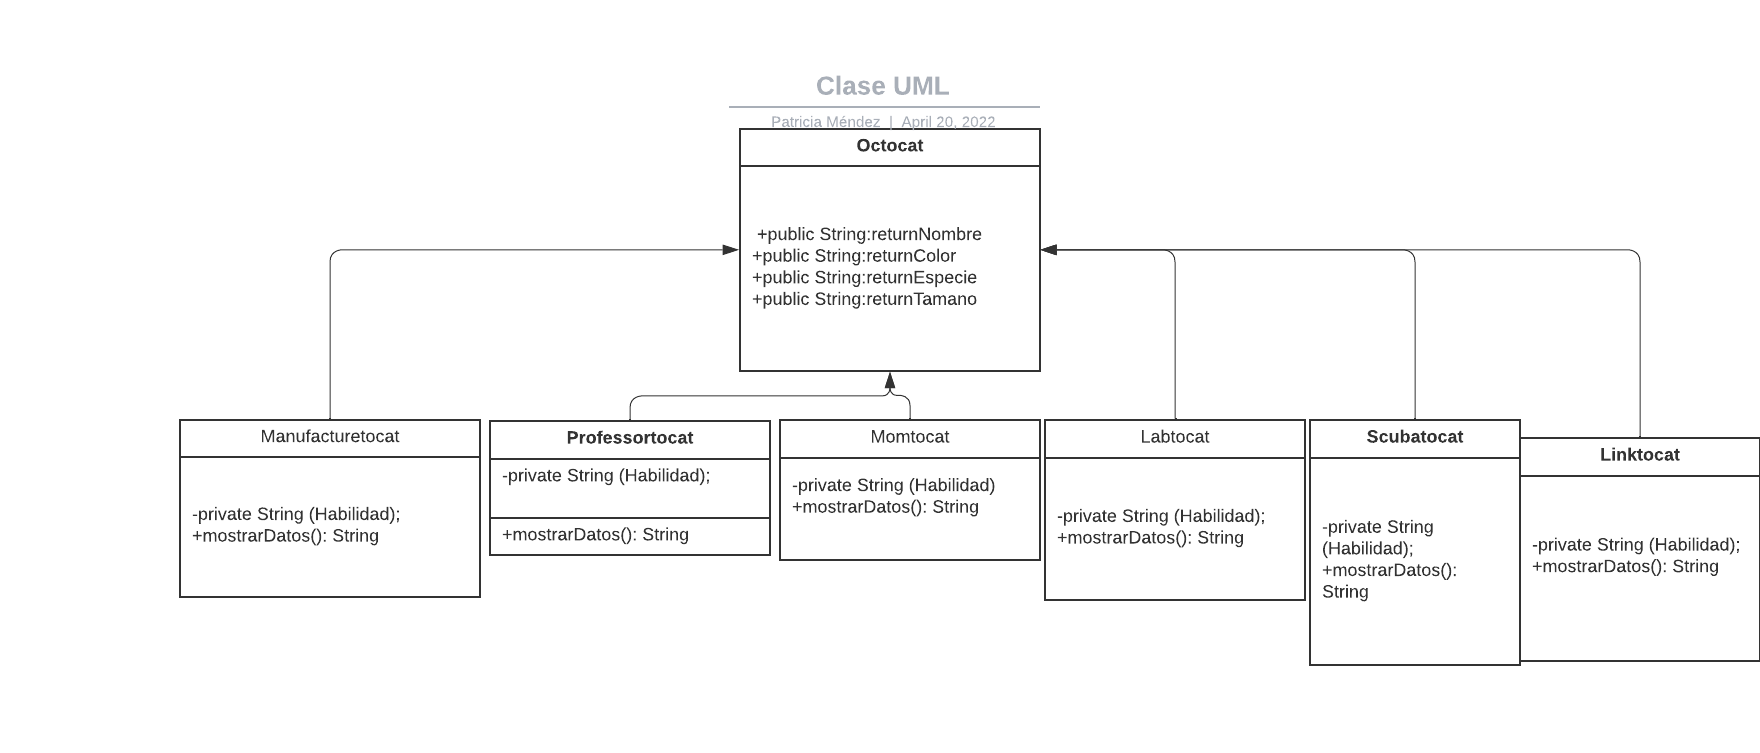 Clase UML
Patricia Méndez | April 20, 2022
Octocat
+public String:returnNombre
+public String:returnColor
+public String:returnEspecie
+public String:returnTamano
Manufacturetocat
-private String (Habilidad);
+mostrarDatos(): String
Professortocat
-private String (Habilidad);
+mostrarDatos(): String
Momtocat
-private String (Habilidad)
+mostrarDatos(): String
Labtocat
-private String (Habilidad);
+mostrarDatos(): String
Scubatocat
-private String
(Habilidad);
+mostrarDatos():
String
Linktocat
-private String (Habilidad);
+mostrarDatos(): String